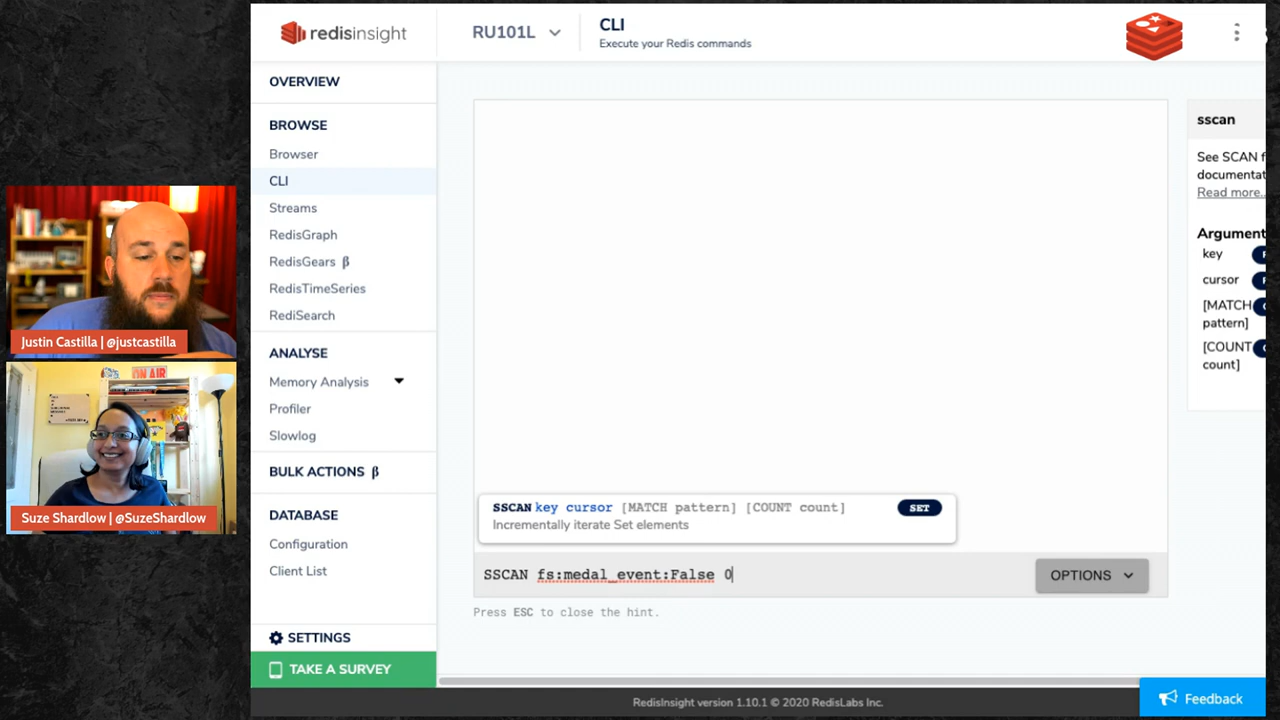 redisinsight
RU101L
CLI
Execute your Redis commands
OVERVIEW
BROWSE
Browser
CLI
Streams
RedisGraph
RedisGears β
RedisTimeSeries
RediSearch
ANALYSE
Memory Analysis
Profiler
Slowlog
BULK ACTIONS β
DATABASE
Configuration
Client List
SETTINGS
TAKE A SURVEY
sscan
See SCAN f
documentat
Read more..
Argument
key
cursor
[MATCH
pattern]
[COUNT
count]
SSCAN key cursor [MATCH pattern] [COUNT count]
SET
Incrementally iterate Set elements
SSCAN fs:medal_event:False 0
OPTIONS
Press ESC to close the hint.
RedisInsight version 1.10.1 © 2020 RedisLabs Inc.
Feedback
Justin Castilla | @justcastilla
ON AIR
Suze Shardlow | @SuzeShardlow